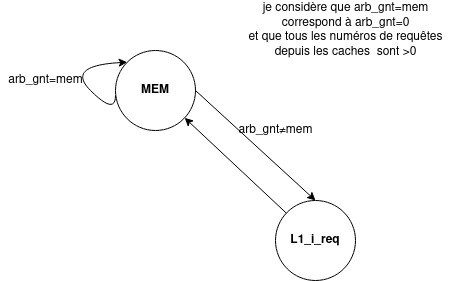 je considère que arb_gnt=mem
correspond à arb_gnt=0
et que tous les numéros de requêtes
depuis les caches sont >0
arb_gnt=mem
MEM
arb_gnt≠mem
L1_i_req